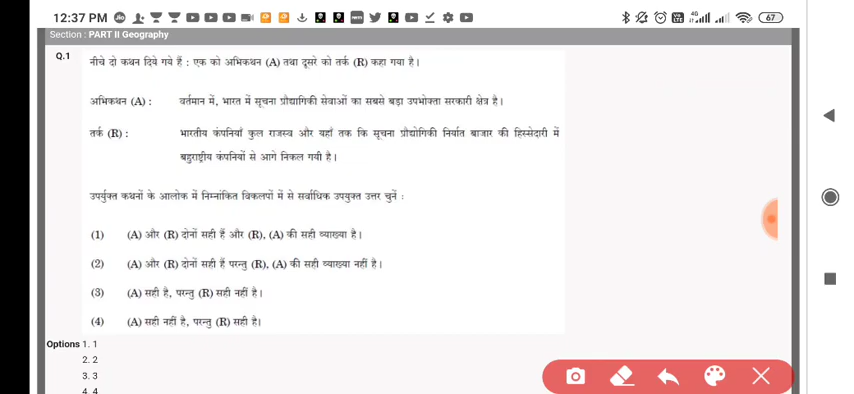 12:37 PM 4G 67
Section : PART II Geography
Q.1 नीचे दो कथन दिये गये हैं : एक को अभिकथन (A) तथा दूसरे को तर्क (R) कहा गया है।
अभिकथन (A) : वर्तमान में, भारत में सूचना प्रौद्यागिकी सेवाओं का सबसे बड़ा उपभोक्ता सरकारी क्षेत्र है।
तर्क (R) : भारतीय कंपनियाँ कुल राजस्व और यहाँ तक कि सूचना प्रौद्योगिकी निर्यात बाजार की हिस्सेदारी में
बहुराष्ट्रीय कंपनियों से आगे निकल गयी है।
उपर्युक्त कथनों के आलोक में निम्नांकित विकल्पों में से सर्वाधिक उपयुक्त उत्तर चुनें :
(1) (A) और (R) दोनों सही हैं और (R), (A) की सही व्याख्या है।
(2) (A) और (R) दोनों सही हैं परन्तु (R), (A) की सही व्याख्या नहीं है।
(3) (A) सही है, परन्तु (R) सही नहीं है।
(4) (A) सही नहीं है, परन्तु (R) सही है।
Options 1. 1
2. 2
3. 3
4. 4